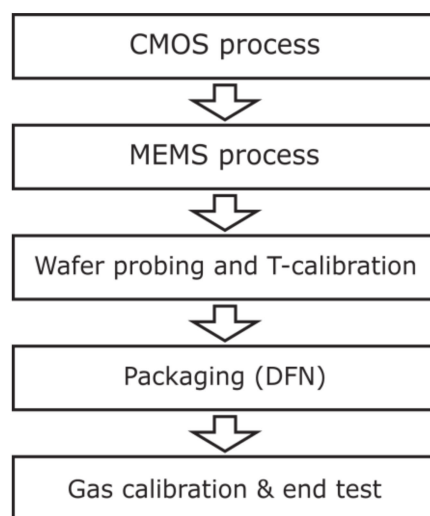 CMOS process
MEMS process
Wafer probing and T-calibration
Packaging (DFN)
Gas calibration & end test